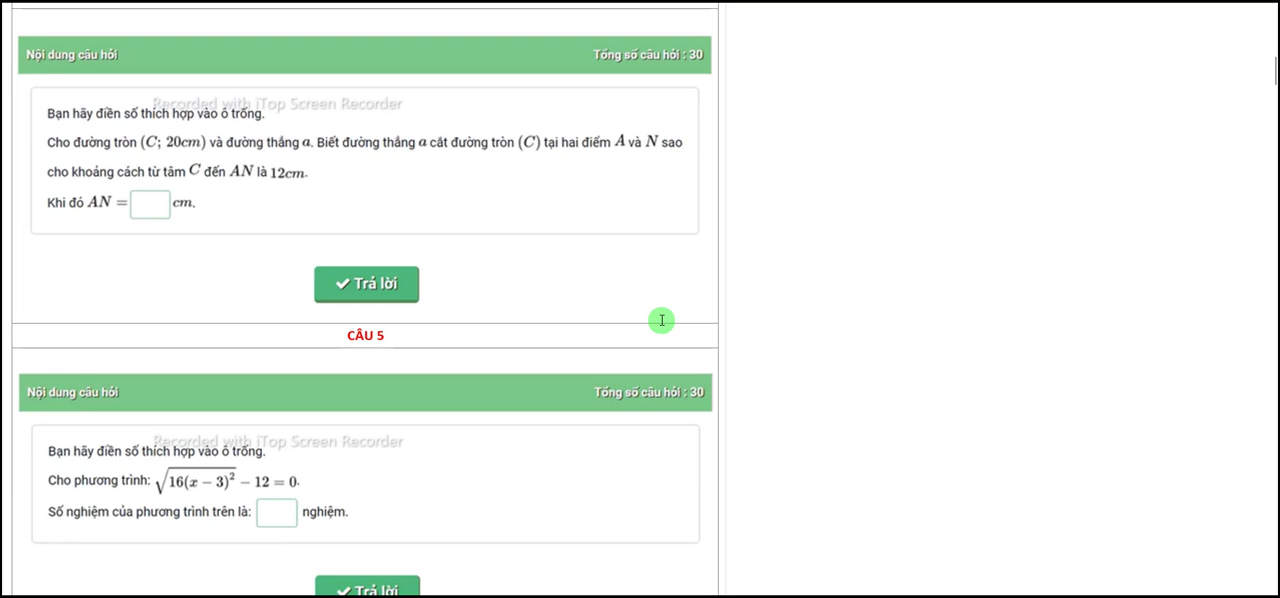 Nội dung câu hỏi Tổng số câu hỏi : 30
Recorded with iTop Screen Recorder
Bạn hãy điền số thích hợp vào ô trống.
Cho đường tròn (C; 20cm) và đường thẳng a. Biết đường thẳng a cắt đường tròn (C) tại hai điểm A và N sao
cho khoảng cách từ tâm C đến AN là 12cm.
Khi đó AN = cm.
✔ Trả lời
CÂU 5
Nội dung câu hỏi Tổng số câu hỏi : 30
Recorded with iTop Screen Recorder
Bạn hãy điền số thích hợp vào ô trống.
Cho phương trình: √16(x − 3)² − 12 = 0.
Số nghiệm của phương trình trên là: nghiệm.
✔ Trả lời